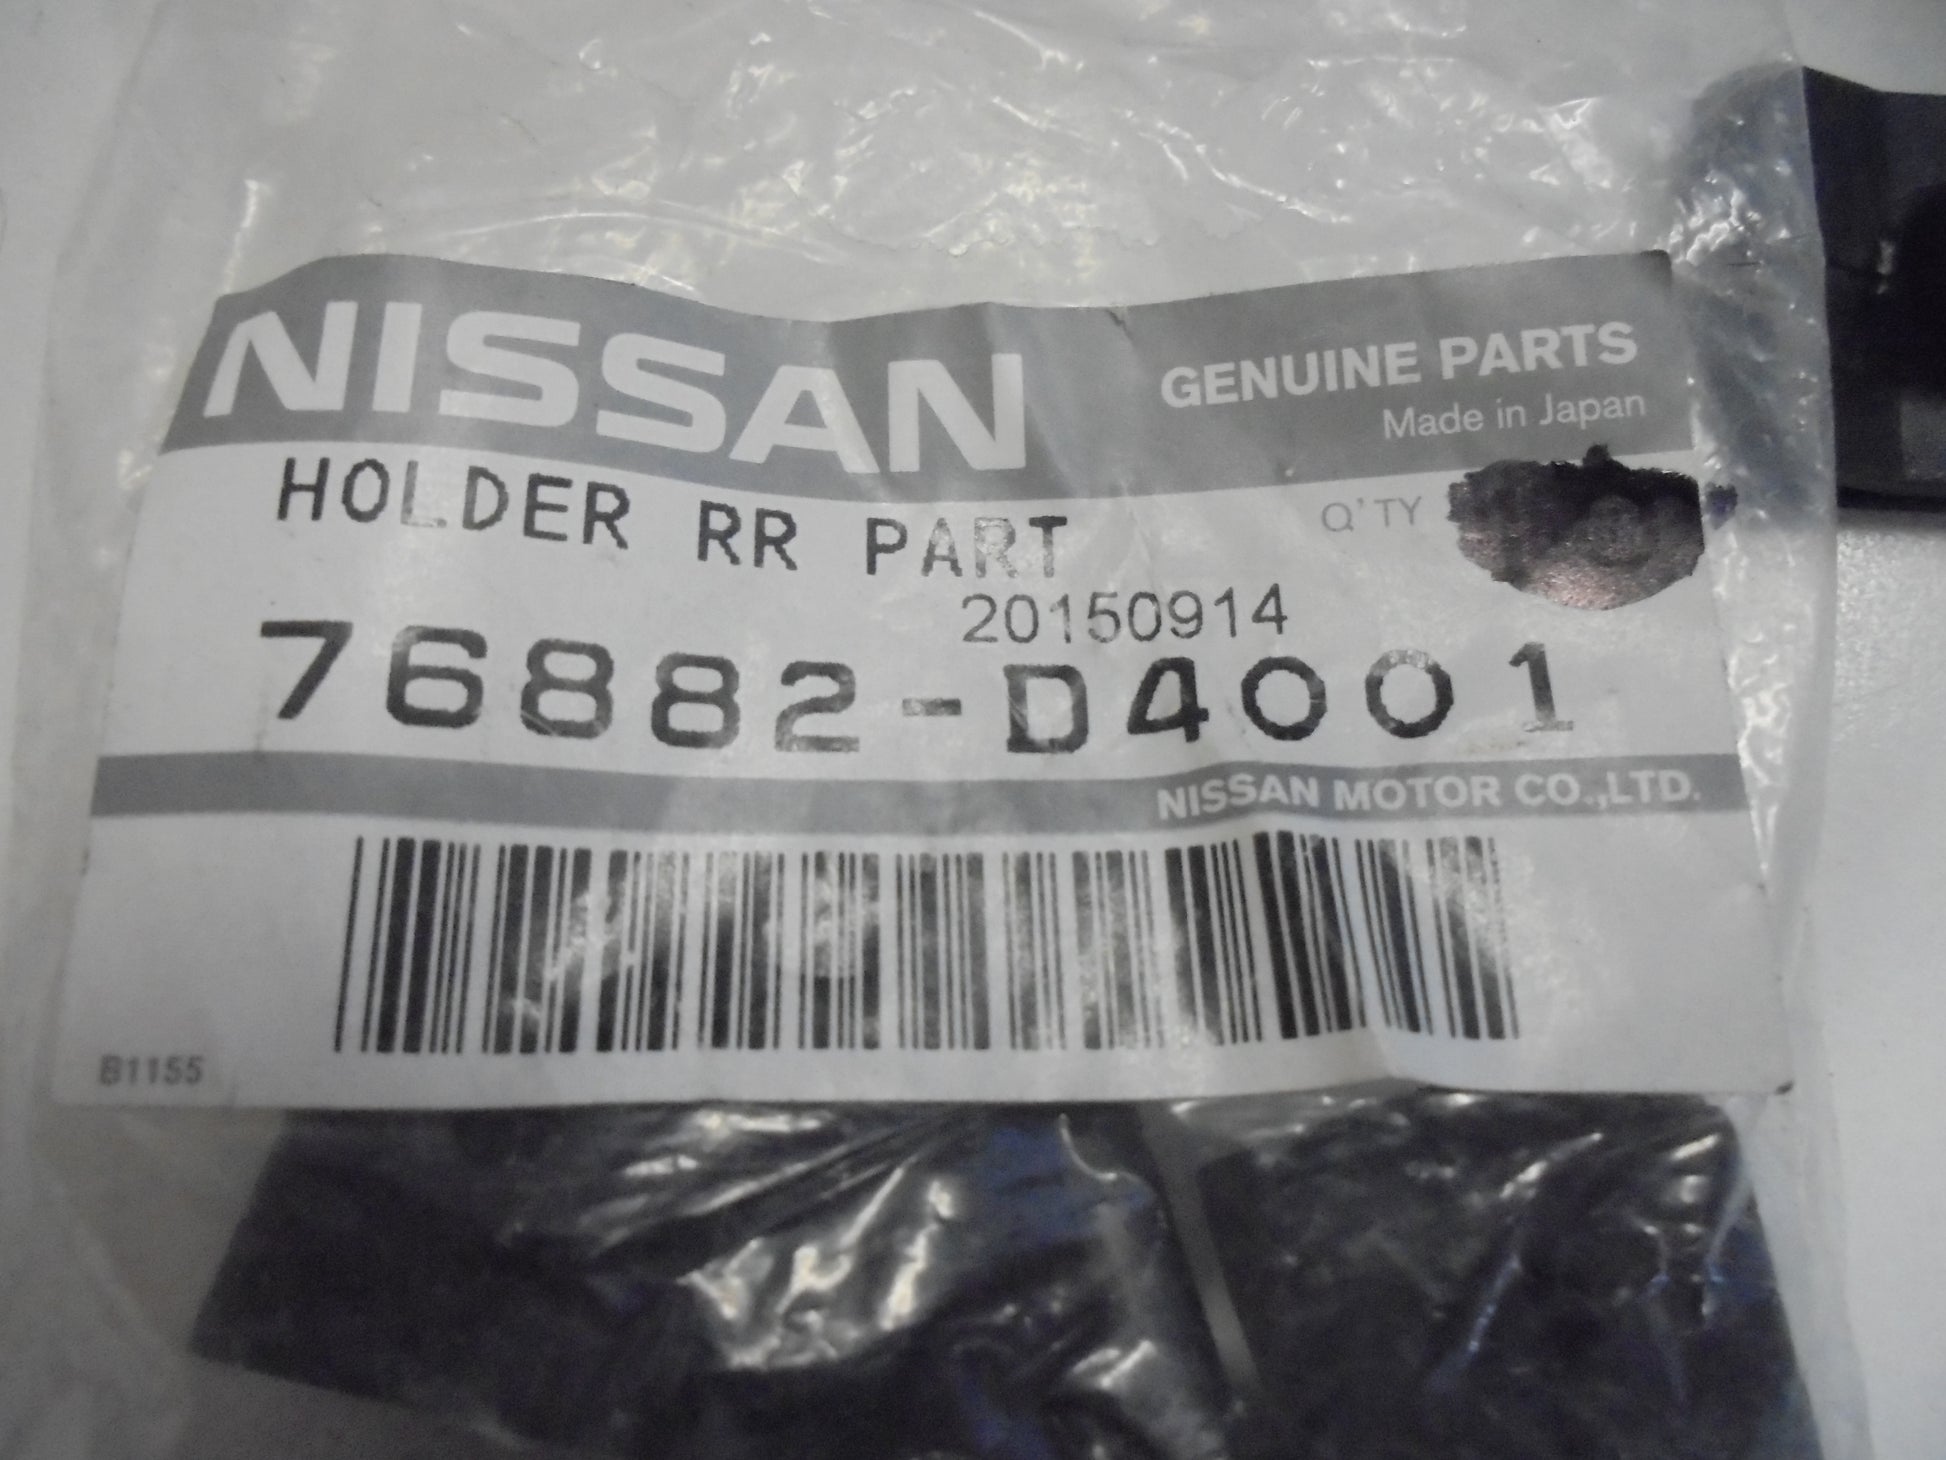 NISSAN
GENUINE PARTS
Made in Japan
HOLDER RR PART
Q'TY
20150914
76882-D4001
NISSAN MOTOR CO.,LTD.
B1155